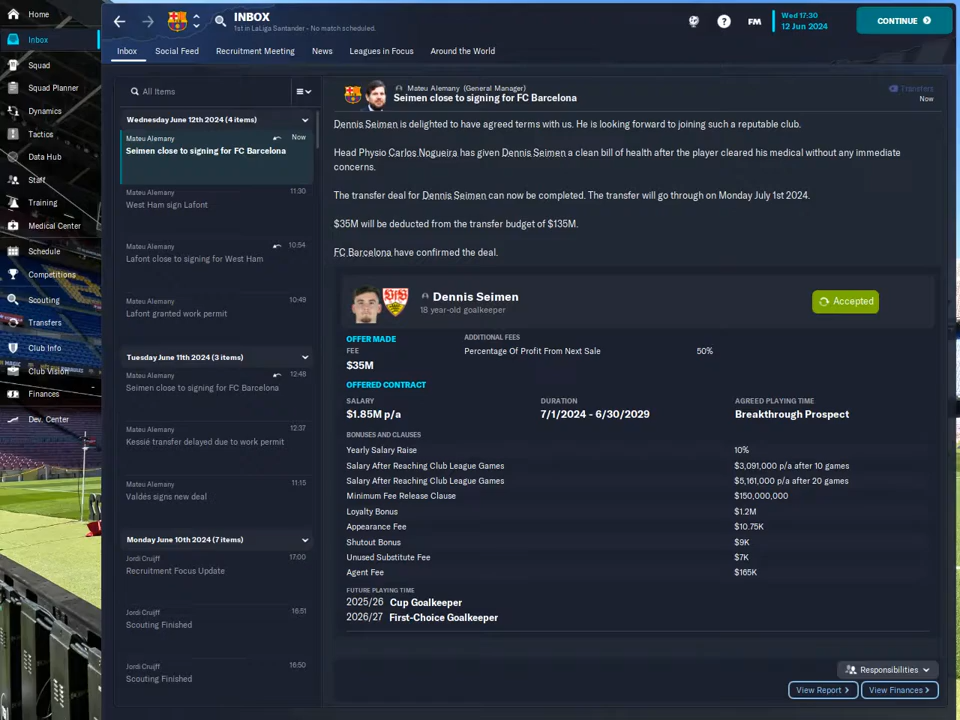 Home
Inbox
Squad
Squad Planner
Dynamics
Tactics
Data Hub
Staff
Training
Medical Center
Schedule
Competitions
Scouting
Transfers
Club Info
Club Vision
Finances
Dev. Center
INBOX
1st in LaLiga Santander - No match scheduled.
?
FM
Wed 17:30
12 Jun 2024
CONTINUE
Inbox
Social Feed
Recruitment Meeting
News
Leagues in Focus
Around the World
All Items
Wednesday June 12th 2024 (4 items)
Mateu Alemany
Now
Seimen close to signing for FC Barcelona
Mateu Alemany
11:30
West Ham sign Lafont
Mateu Alemany
10:54
Lafont close to signing for West Ham
Mateu Alemany
10:49
Lafont granted work permit
Tuesday June 11th 2024 (3 items)
Mateu Alemany
12:48
Seimen close to signing for FC Barcelona
Mateu Alemany
12:37
Kessié transfer delayed due to work permit
Mateu Alemany
11:15
Valdés signs new deal
Monday June 10th 2024 (7 items)
Jordi Cruijff
17:00
Recruitment Focus Update
Jordi Cruijff
16:51
Scouting Finished
Jordi Cruijff
16:50
Scouting Finished
Mateu Alemany (General Manager)
Seimen close to signing for FC Barcelona
Transfers
Now
Dennis Seimen is delighted to have agreed terms with us. He is looking forward to joining such a reputable club.
Head Physio Carlos Nogueira has given Dennis Seimen a clean bill of health after the player cleared his medical without any immediate
concerns.
The transfer deal for Dennis Seimen can now be completed. The transfer will go through on Monday July 1st 2024.
$35M will be deducted from the transfer budget of $135M.
FC Barcelona have confirmed the deal.
Dennis Seimen
18 year-old goalkeeper
Accepted
OFFER MADE
FEE
$35M
ADDITIONAL FEES
Percentage Of Profit From Next Sale
50%
OFFERED CONTRACT
SALARY
$1.85M p/a
DURATION
7/1/2024 - 6/30/2029
AGREED PLAYING TIME
Breakthrough Prospect
BONUSES AND CLAUSES
Yearly Salary Raise
10%
Salary After Reaching Club League Games
$3,091,000 p/a after 10 games
Salary After Reaching Club League Games
$5,161,000 p/a after 20 games
Minimum Fee Release Clause
$150,000,000
Loyalty Bonus
$1.2M
Appearance Fee
$10.75K
Shutout Bonus
$9K
Unused Substitute Fee
$7K
Agent Fee
$165K
FUTURE PLAYING TIME
2025/26 Cup Goalkeeper
2026/27 First-Choice Goalkeeper
Responsibilities
View Report
View Finances